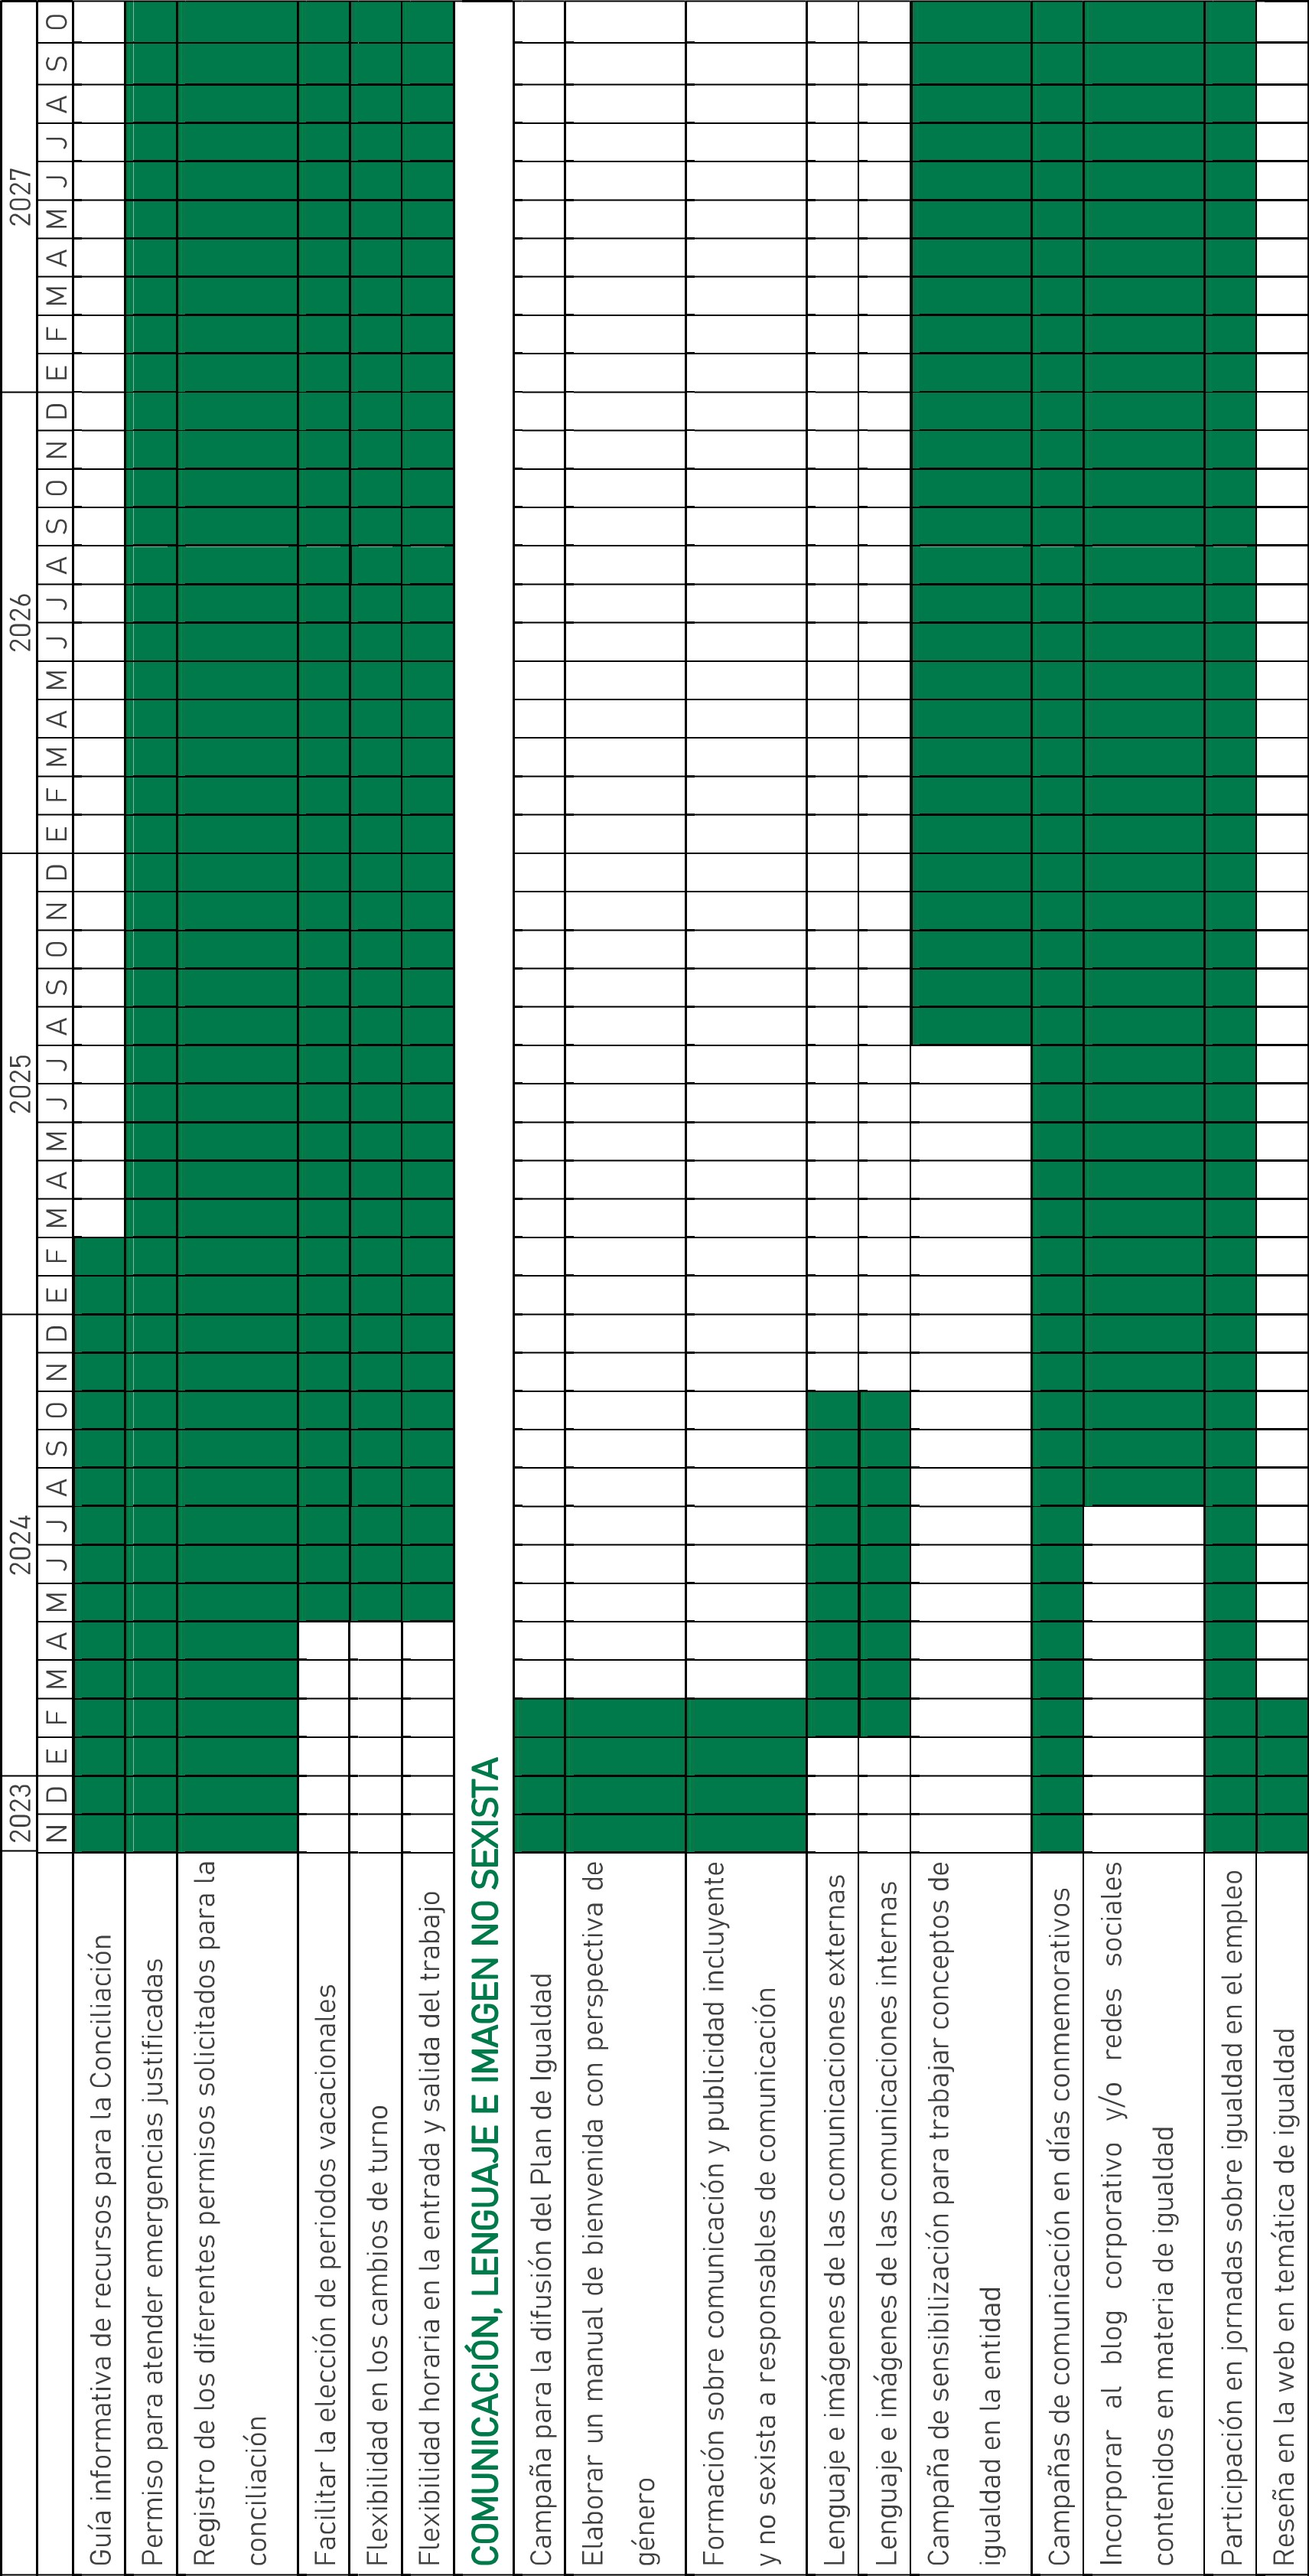 2023 2024 2025 2026 2027
N D E F M A M J J A S O N D E F M A M J J A S O N D E F M A M J J A S O N D E F M A M J J A S O
Guía informativa de recursos para la Conciliación
Permiso para atender emergencias justificadas
Registro de los diferentes permisos solicitados para la
conciliación
Facilitar la elección de periodos vacacionales
Flexibilidad en los cambios de turno
Flexibilidad horaria en la entrada y salida del trabajo
COMUNICACIÓN, LENGUAJE E IMAGEN NO SEXISTA
Campaña para la difusión del Plan de Igualdad
Elaborar un manual de bienvenida con perspectiva de
género
Formación sobre comunicación y publicidad incluyente
y no sexista a responsables de comunicación
Lenguaje e imágenes de las comunicaciones externas
Lenguaje e imágenes de las comunicaciones internas
Campaña de sensibilización para trabajar conceptos de
igualdad en la entidad
Campañas de comunicación en días conmemorativos
Incorporar al blog corporativo y/o redes sociales
contenidos en materia de igualdad
Participación en jornadas sobre igualdad en el empleo
Reseña en la web en temática de igualdad